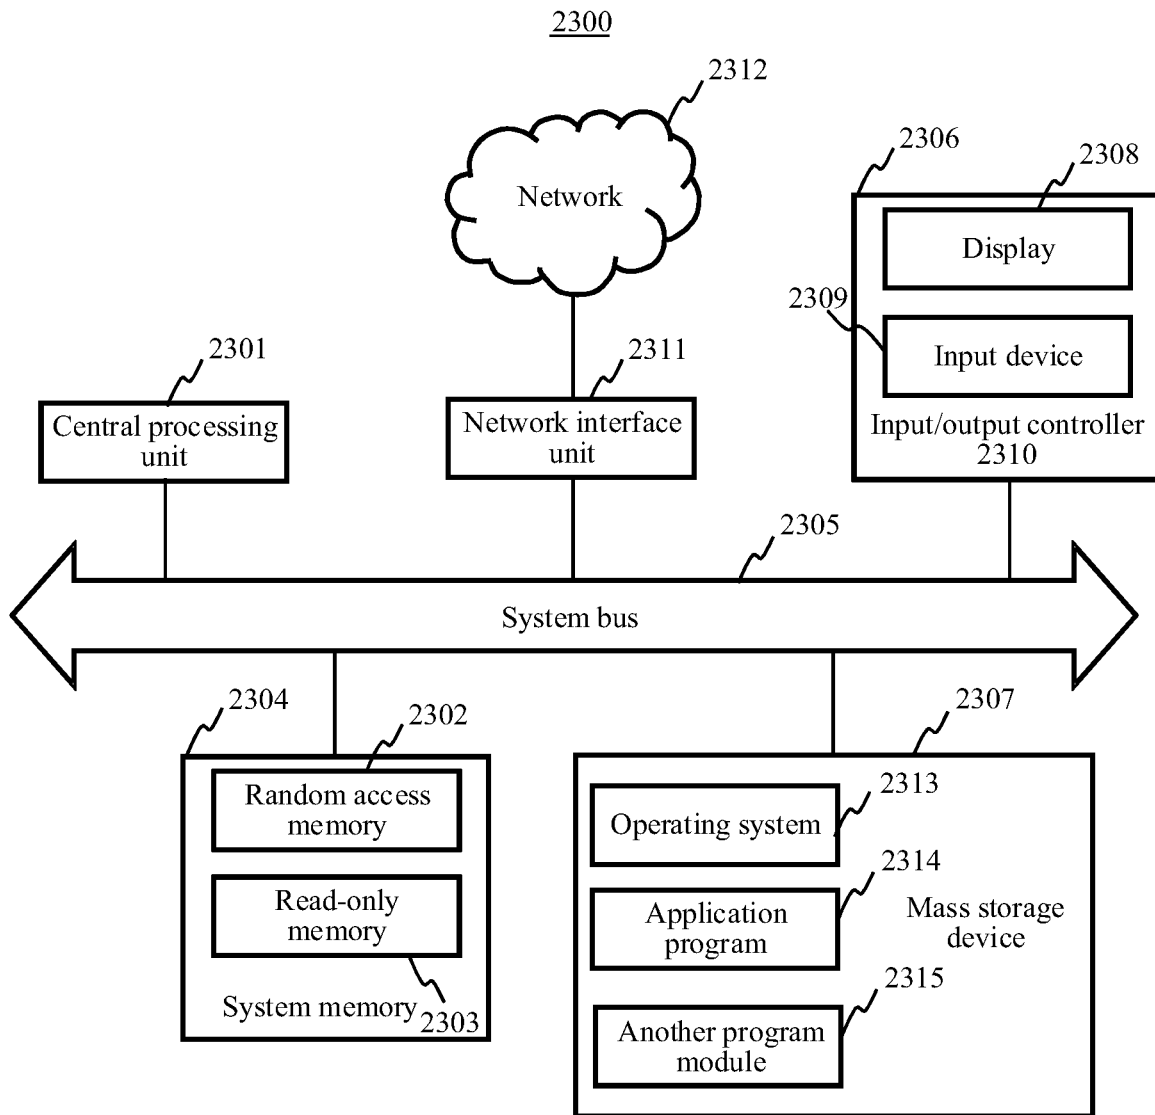 2300
2312
Network
2306
2308
Display
2309
Input device
Input/output controller
2310
2301
Central processing
unit
2311
Network interface
unit
2305
System bus
2304
2302
Random access
memory
Read-only
memory
System memory
2303
2307
2313
Operating system
2314
Application
program
Mass storage
device
2315
Another program
module